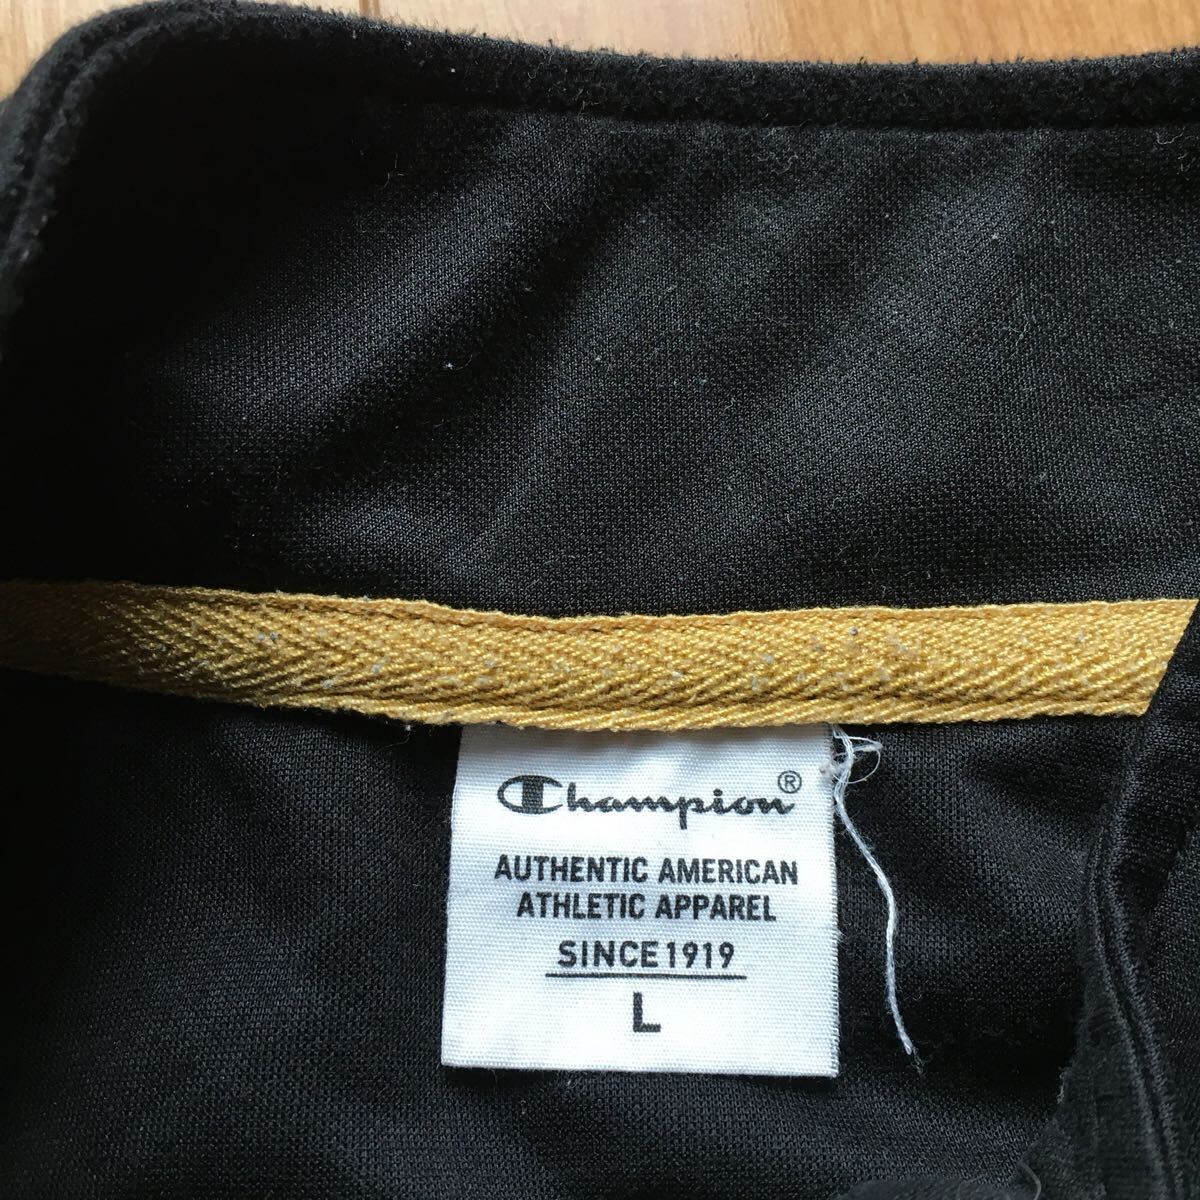 Champion®
AUTHENTIC AMERICAN
ATHLETIC APPAREL
SINCE 1919
L